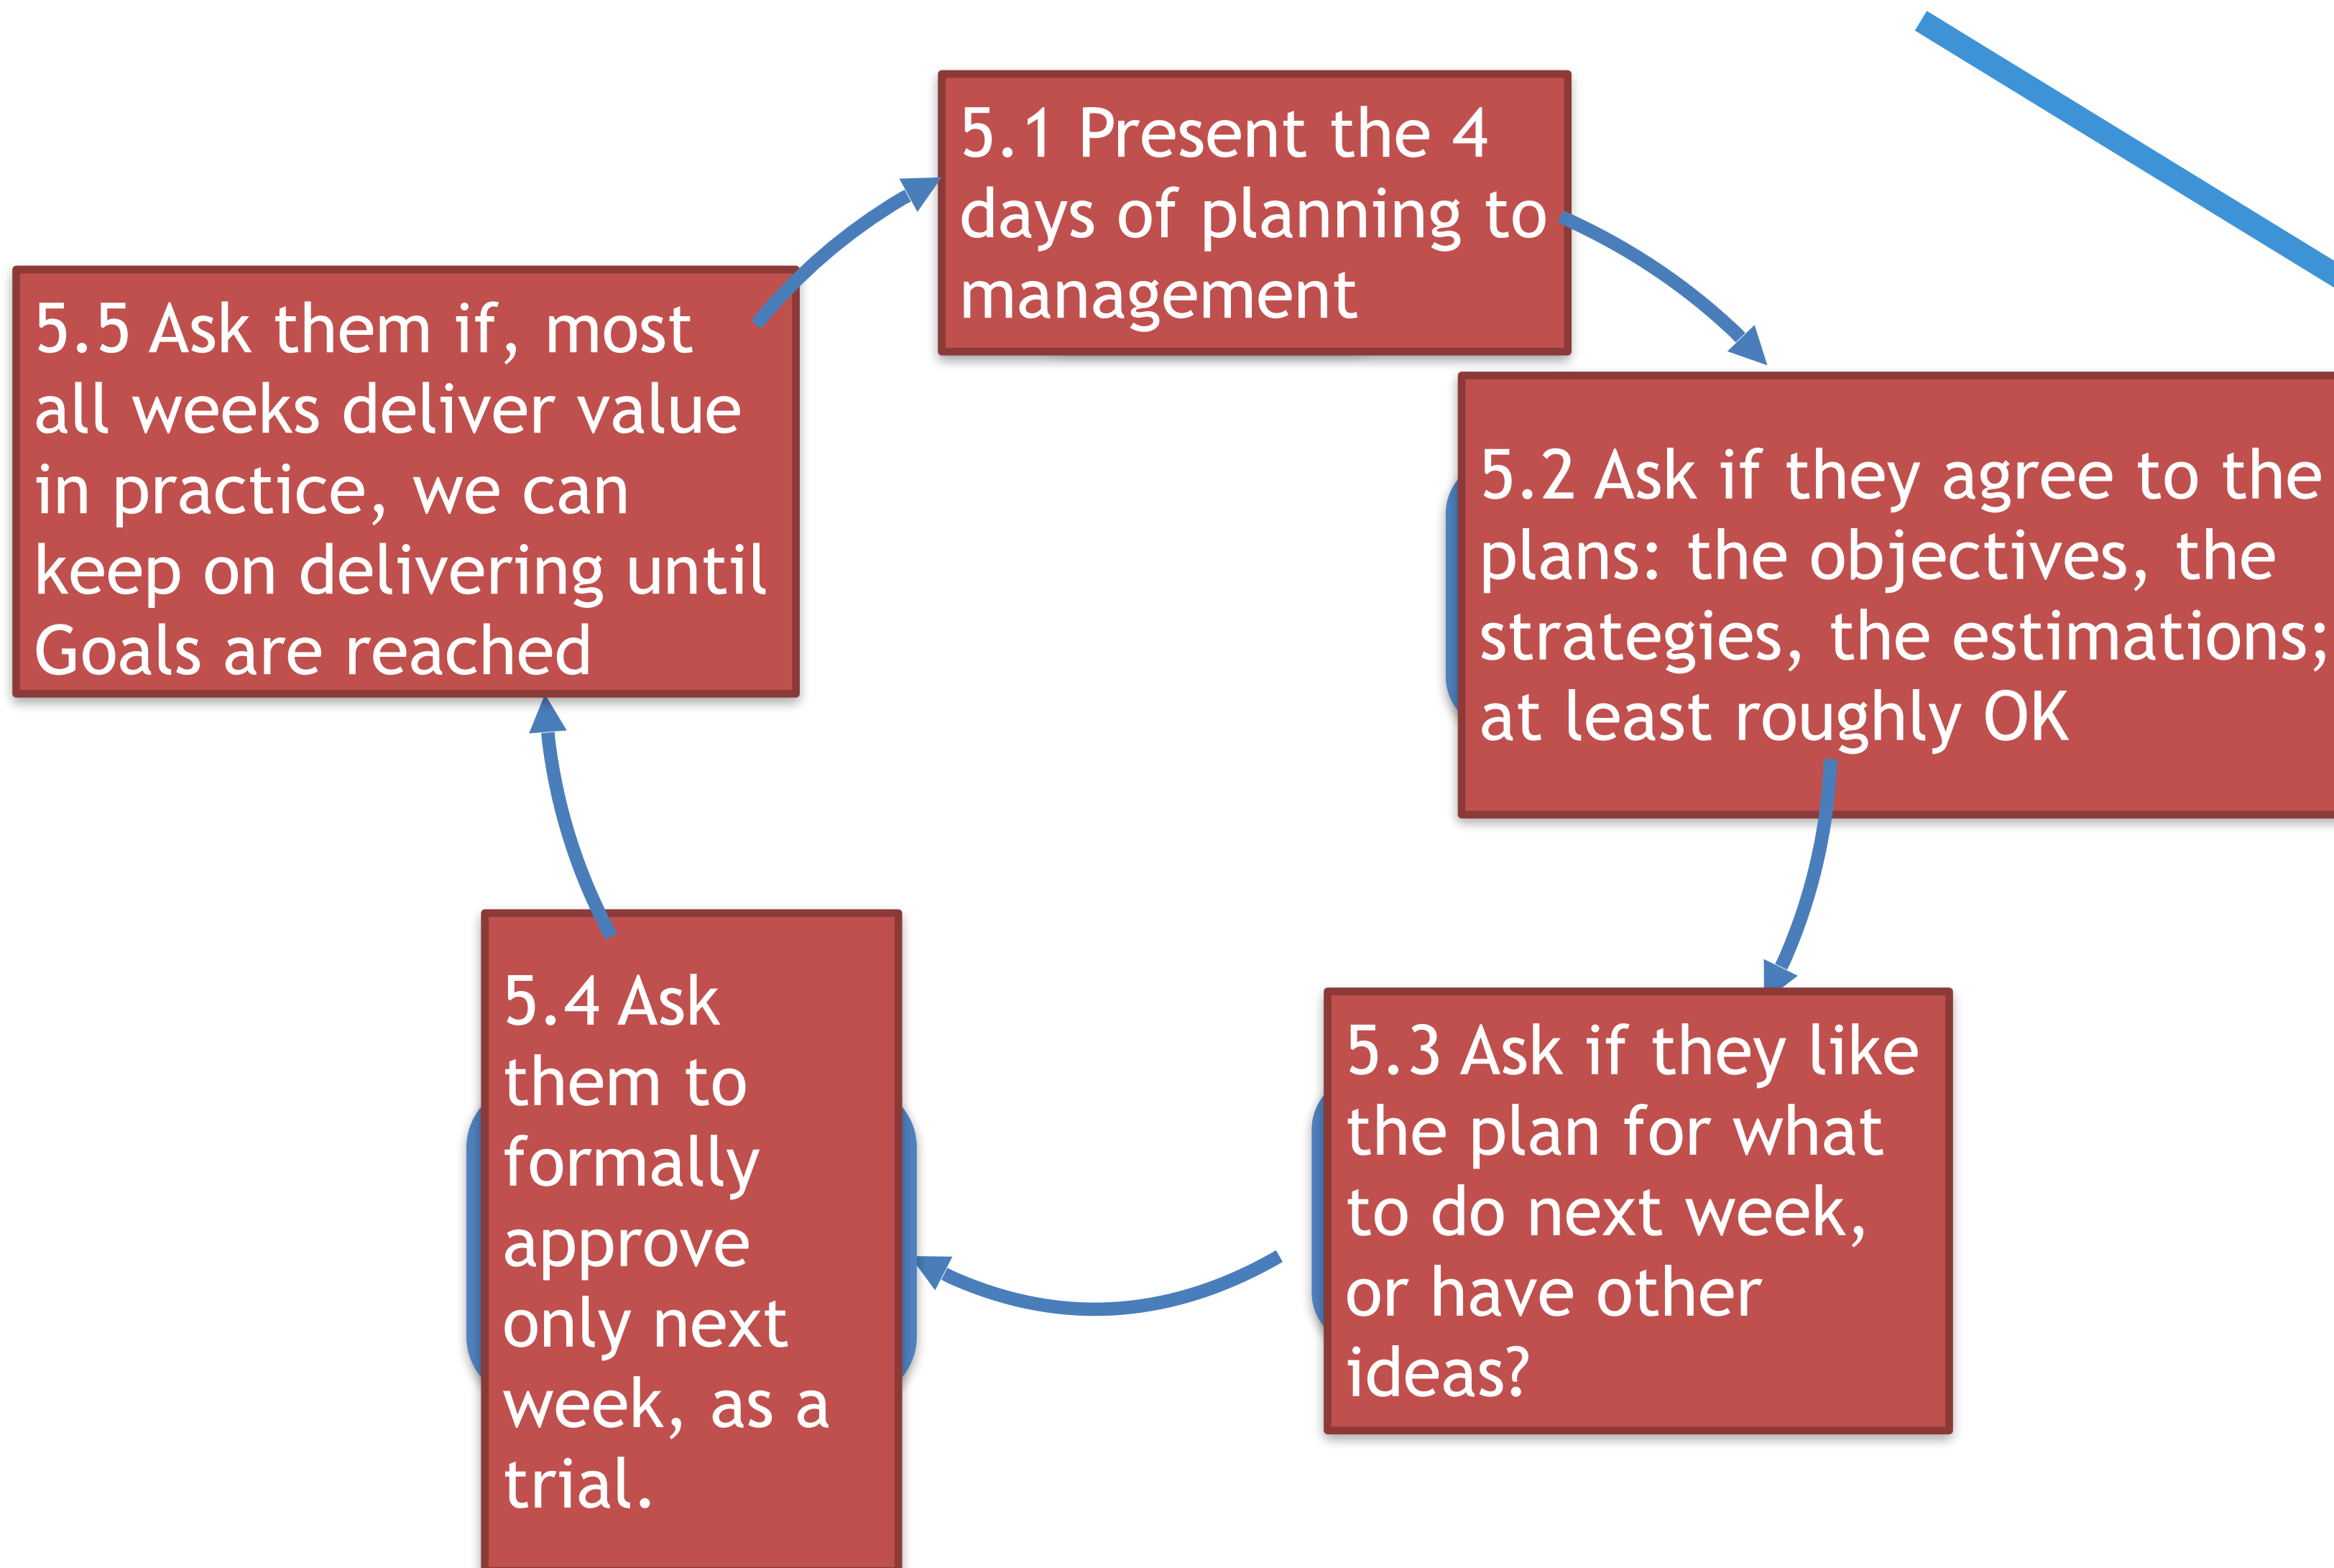 5.1 Present the 4
days of planning to
management
5.2 Ask if they agree to the
plans: the objectives, the
strategies, the estimations;
at least roughly OK
5.3 Ask if they like
the plan for what
to do next week,
or have other
ideas?
5.4 Ask
them to
formally
approve
only next
week, as a
trial.
5.5 Ask them if, most
all weeks deliver value
in practice, we can
keep on delivering until
Goals are reached